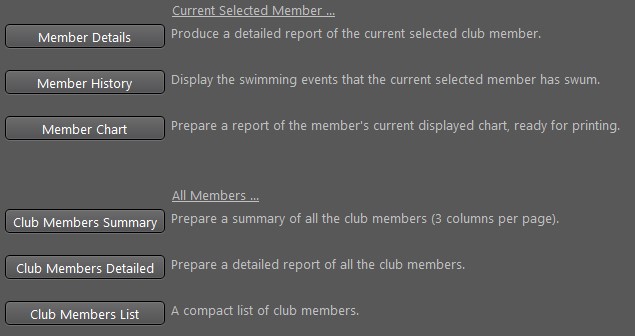 Current Selected Member ...
Member Details Produce a detailed report of the current selected club member.
Member History Display the swimming events that the current selected member has swum.
Member Chart Prepare a report of the member's current displayed chart, ready for printing.
All Members ...
Club Members Summary Prepare a summary of all the club members (3 columns per page).
Club Members Detailed Prepare a detailed report of all the club members.
Club Members List A compact list of club members.